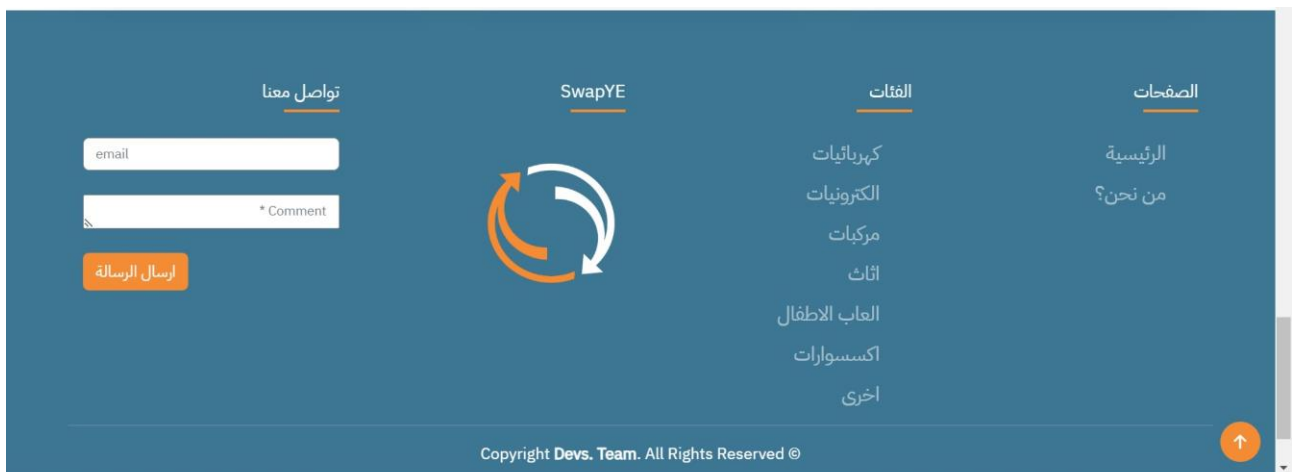 الصفحات
الرئيسية
من نحن؟
الفئات
كهربائيات
الكترونيات
مركبات
اثاث
العاب الاطفال
اكسسوارات
اخرى
SwapYE
تواصل معنا
email
Comment *
ارسال الرسالة
Copyright Devs. Team. All Rights Reserved ©